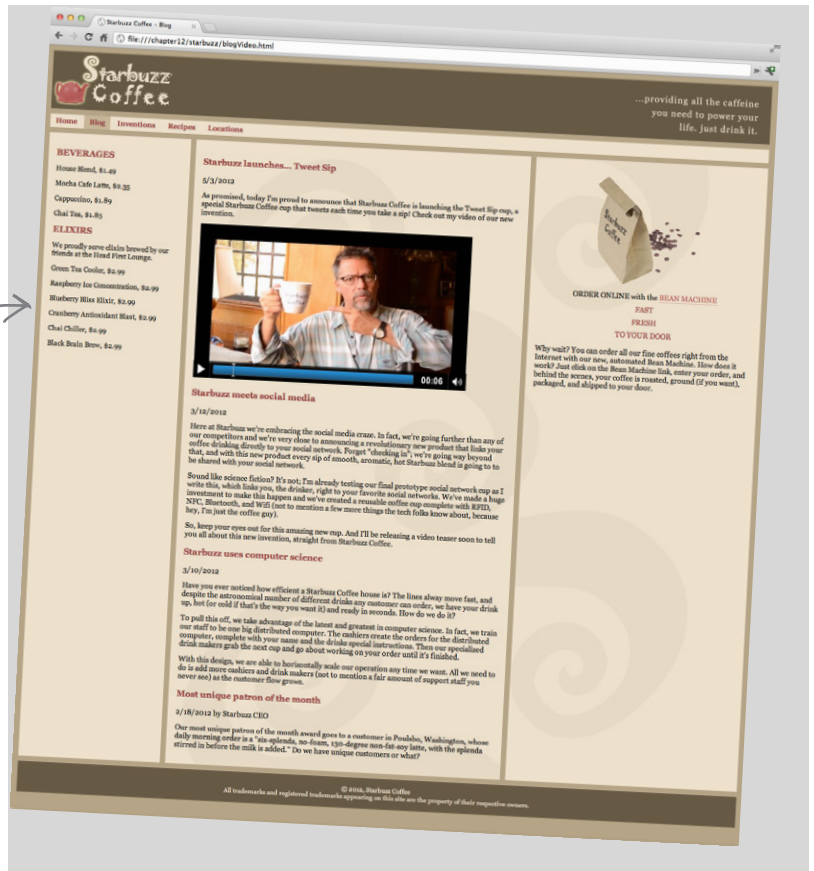 Starbuzz Coffee - Blog
file:///chapter12/starbuzz/blogVideo.html
Starbuzz
Coffee
...providing all the caffeine
you need to power your
life. just drink it.
Home Blog Inventions Recipes Locations
BEVERAGES
House Blend, $1.49
Mocha Cafe Latte, $2.35
Cappuccino, $1.89
Chai Tea, $1.85
ELIXIRS
We proudly serve elixirs brewed by our
friends at the Head First Lounge.
Green Tea Cooler, $2.99
Raspberry Ice Concentration, $2.99
Blueberry Bliss Elixir, $2.99
Cranberry Antioxidant Blast, $2.99
Chai Chiller, $2.99
Black Brain Brew, $2.99
Starbuzz launches... Tweet Sip
5/3/2012
As promised, today I'm proud to announce that Starbuzz Coffee is launching the Tweet Sip cup, a
special Starbuzz Coffee cup that tweets each time you take a sip! Check out my video of our new
invention.
00:06
Starbuzz meets social media
3/12/2012
Here at Starbuzz we're embracing the social media craze. In fact, we're going further than any of
our competitors and we're very close to announcing a revolutionary new product that links your
coffee drinking directly to your social network. Forget "checking in"; we're going way beyond
that, and with this new product every sip of smooth, aromatic, hot Starbuzz blend is going to to
be shared with your social network.
Sound like science fiction? It's not; I'm already testing our final prototype social network cup as I
write this, which links you, the drinker, right to your favorite social networks. We've made a huge
investment to make this happen and we've created a reusable coffee cup complete with RFID,
NFC, Bluetooth, and Wifi (not to mention a few more things the tech folks know about, because
hey, I'm just the coffee guy).
So, keep your eyes out for this amazing new cup. And I'll be releasing a video teaser soon to tell
you all about this new invention, straight from Starbuzz Coffee.
Starbuzz uses computer science
3/10/2012
Have you ever noticed how efficient a Starbuzz Coffee house is? The lines alway move fast, and
despite the astronomical number of different drinks any customer can order, we have your drink
up, hot (or cold if that's the way you want it) and ready in seconds. How do we do it?
To pull this off, we take advantage of the latest and greatest in computer science. In fact, we train
our staff to be one big distributed computer. The cashiers create the orders for the distributed
computer, complete with your name and the drinks special instructions. Then our specialized
drink makers grab the next cup and go about working on your order until it's finished.
With this design, we are able to horizontally scale our operation any time we want. All we need to
do is add more cashiers and drink makers (not to mention a fair amount of support staff you
never see) as the customer flow grows.
Most unique patron of the month
2/18/2012 by Starbuzz CEO
Our most unique patron of the month award goes to a customer in Poulsbo, Washington, whose
daily morning order is a "six-splenda, no-foam, 130-degree non-fat-soy latte, with the splenda
stirred in before the milk is added." Do we have unique customers or what?
Starbuzz
Coffee
ORDER ONLINE with the BEAN MACHINE
FAST
FRESH
TO YOUR DOOR
Why wait? You can order all our fine coffees right from the
Internet with our new, automated Bean Machine. How does it
work? Just click on the Bean Machine link, enter your order, and
behind the scenes, your coffee is roasted, ground (if you want),
packaged, and shipped to your door.
© 2012, Starbuzz Coffee
All trademarks and registered trademarks appearing on this site are the property of their respective owners.